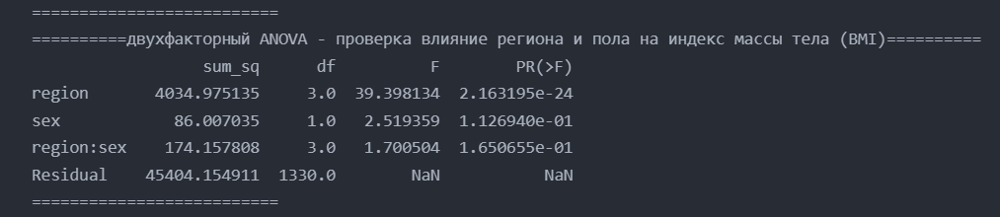 ==========================
==========двухфакторный ANOVA - проверка влияние региона и пола на индекс массы тела (BMI)==========
                  sum_sq      df          F        PR(>F)
region       4034.975135     3.0  39.398134  2.163195e-24
sex            86.007035     1.0   2.519359  1.126940e-01
region:sex    174.157808     3.0   1.700504  1.650655e-01
Residual    45404.154911  1330.0        NaN           NaN
==========================